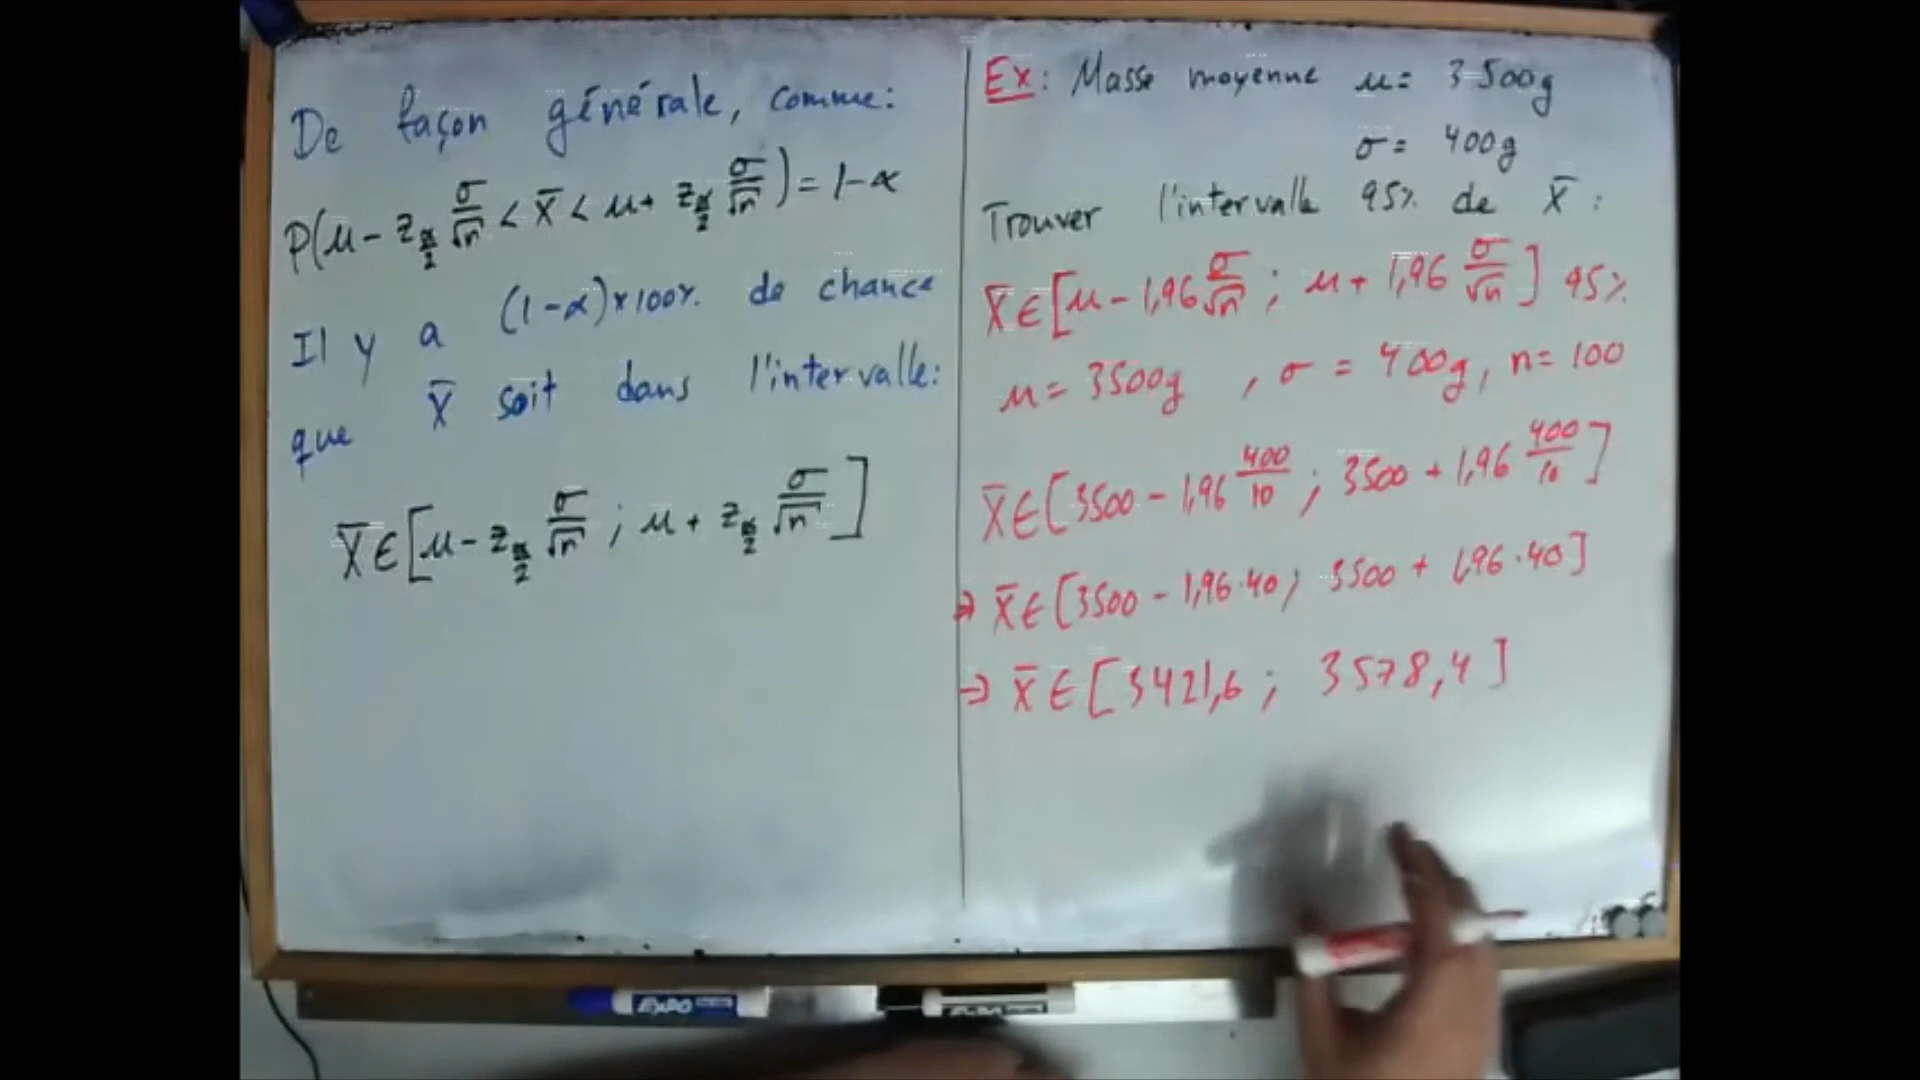 De façon générale, comme:
P(μ - z_{α/2} σ/√n < X̄ < μ + z_{α/2} σ/√n) = 1-α
Il y a (1-α)×100% de chance
que X̄ soit dans l'intervalle:
X̄ ∈ [μ - z_{α/2} σ/√n ; μ + z_{α/2} σ/√n]
Ex: Masse moyenne μ= 3500g
σ= 400g
Trouver l'intervalle 95% de X̄ :
X̄ ∈ [μ - 1,96 σ/√n ; μ + 1,96 σ/√n] 95%
μ= 3500g , σ = 400g, n= 100
X̄ ∈ [3500 - 1,96 400/10 ; 3500 + 1,96 400/10]
⇒ X̄ ∈ [3500 - 1,96·40; 3500 + 1,96·40]
⇒ X̄ ∈ [3421,6 ; 3578,4]
EXPO